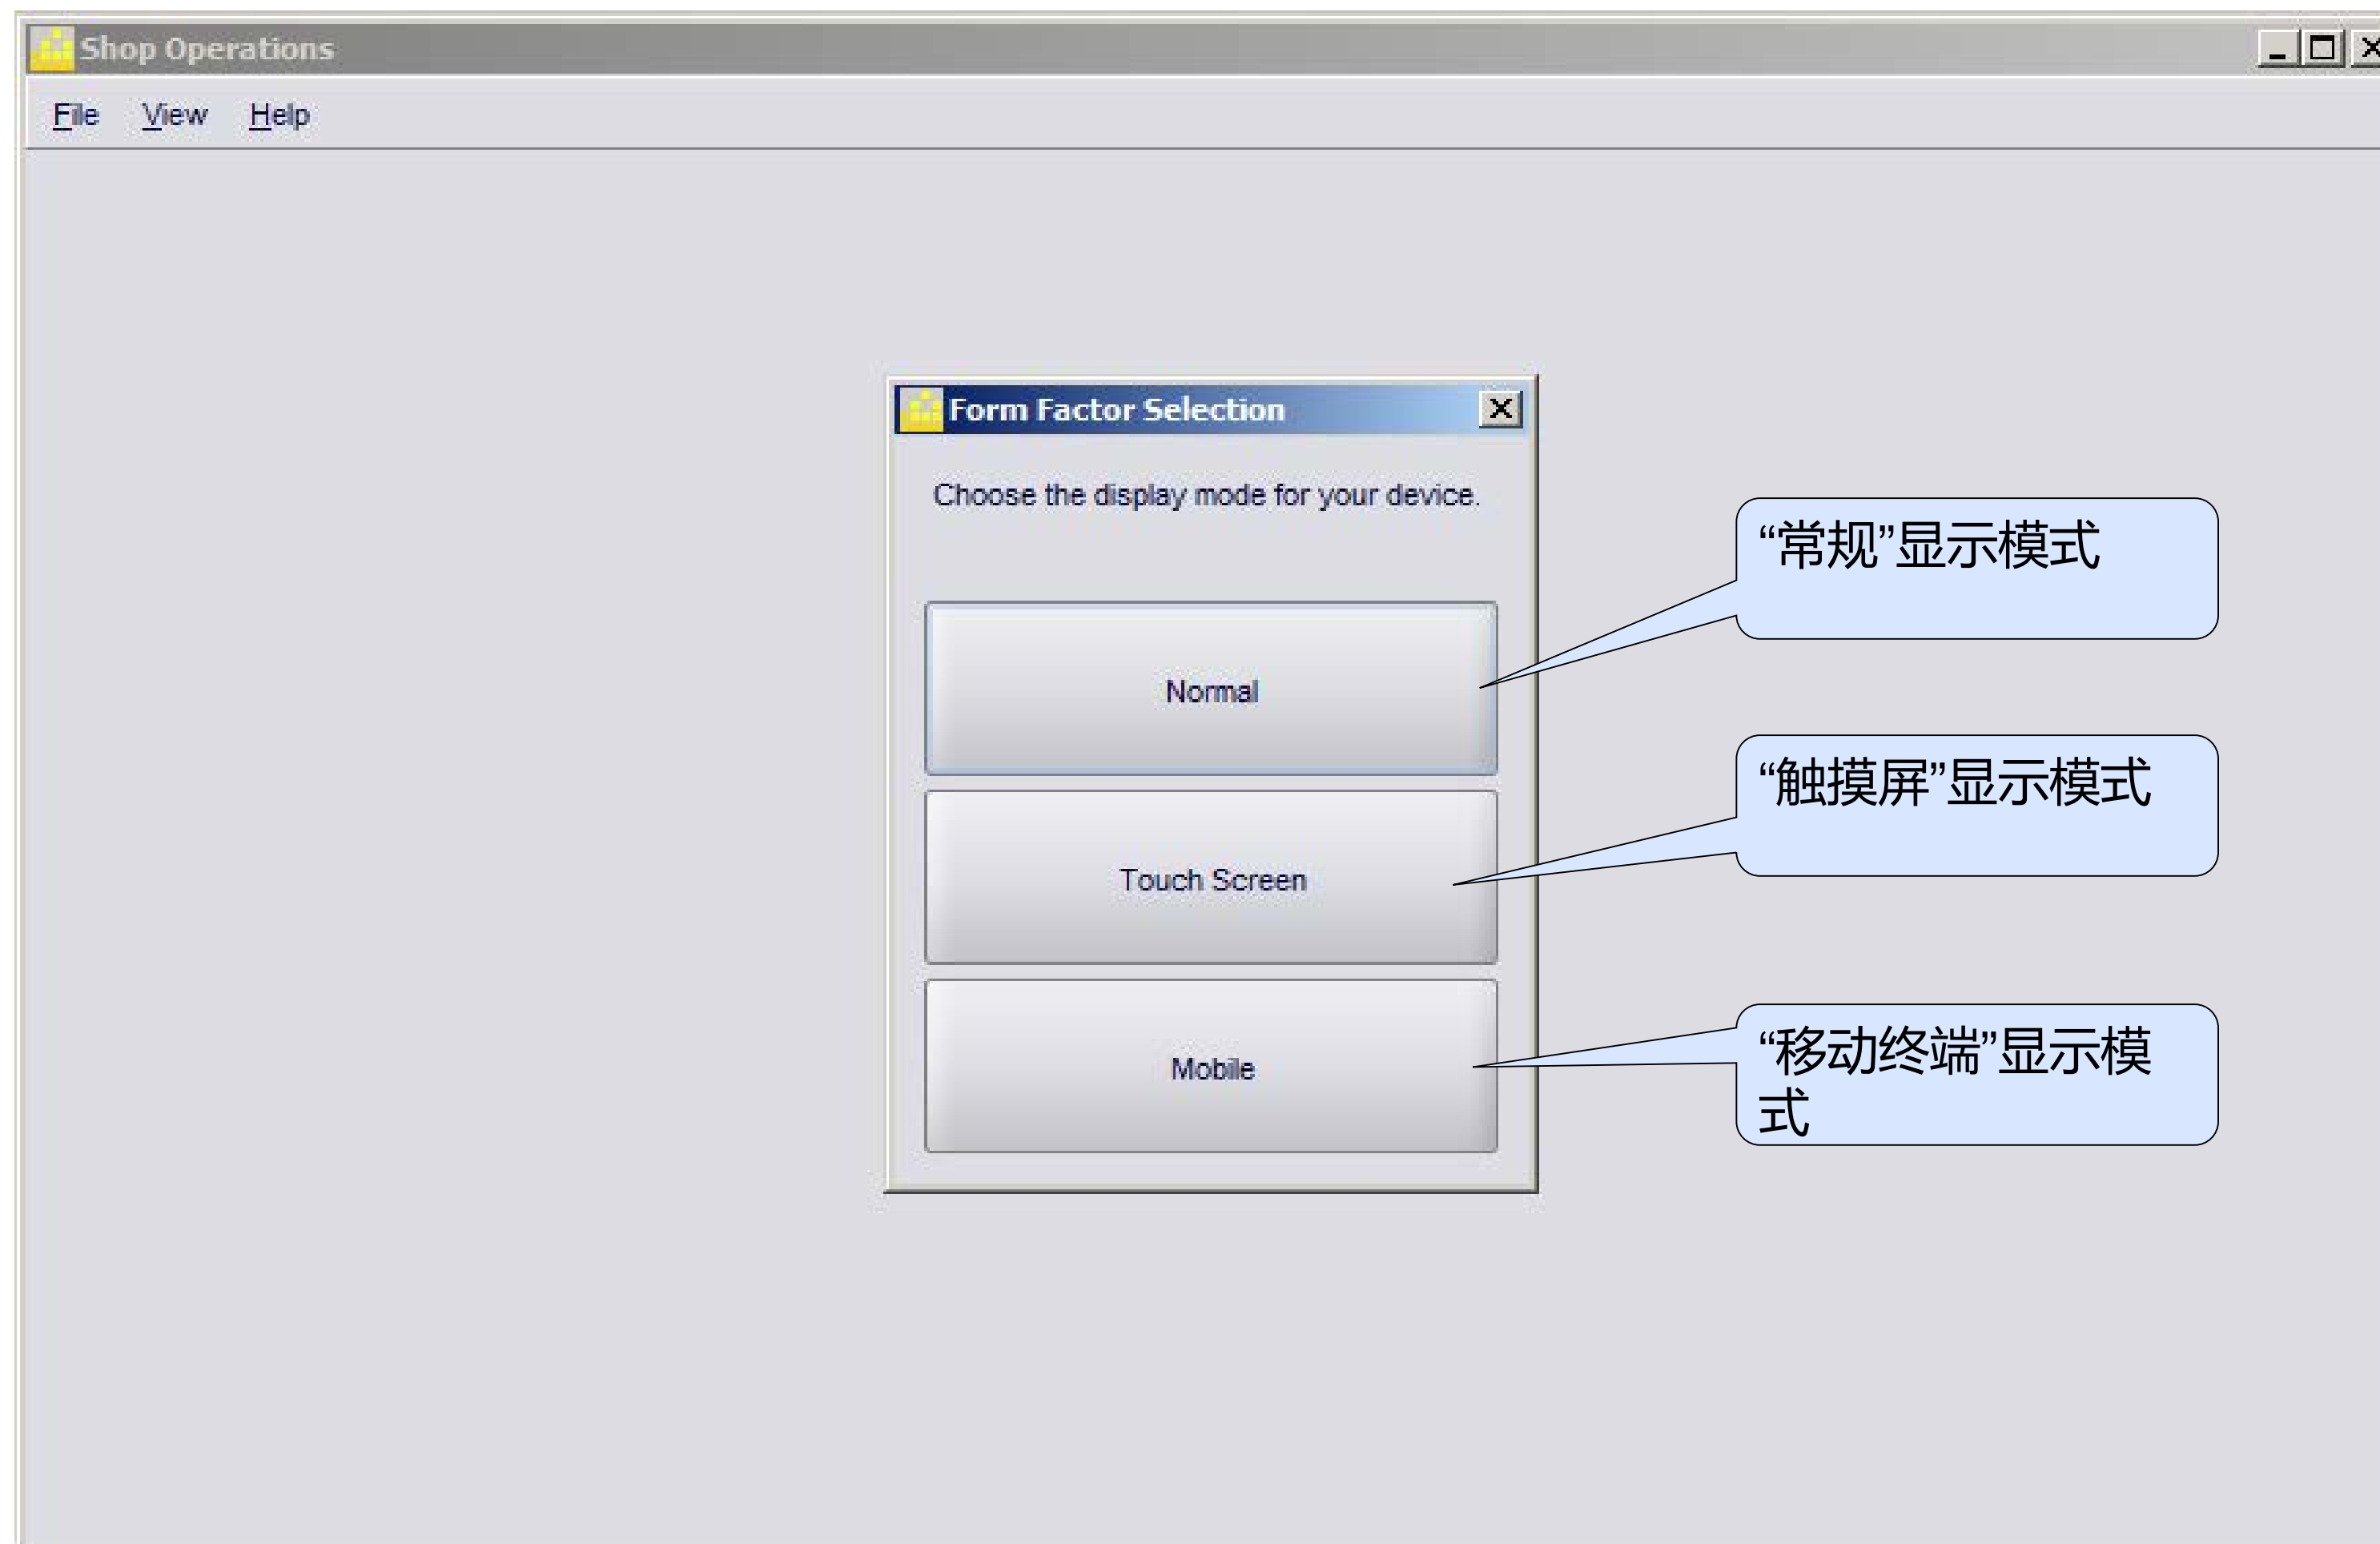 Shop Operations
File View Help
Form Factor Selection
Choose the display mode for your device.
“常规”显示模式
Normal
“触摸屏”显示模式
Touch Screen
“移动终端”显示模
式
Mobile